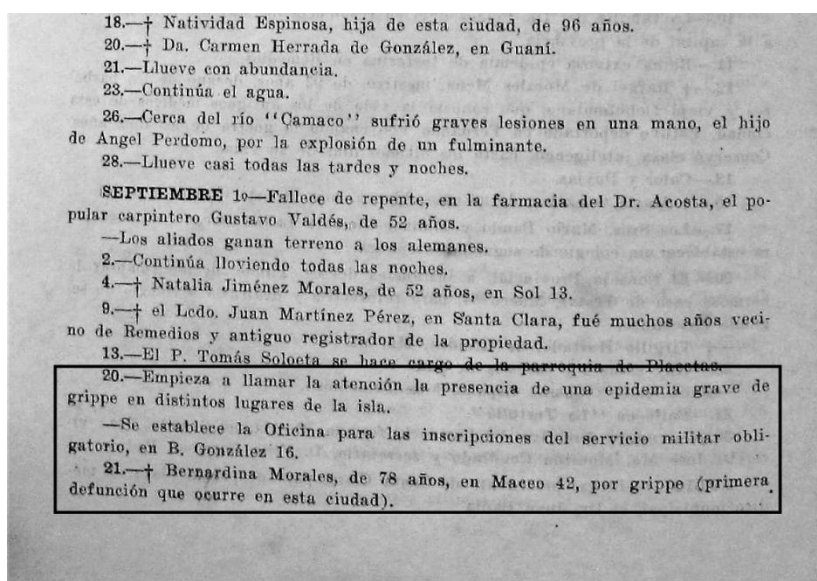 18.—† Natividad Espinosa, hija de esta ciudad, de 96 años.
20.—† Da. Carmen Herrada de González, en Guaní.
21.—Llueve con abundancia.
23.—Continúa el agua.
26.—Cerca del río "Camaco" sufrió graves lesiones en una mano, el hijo
de Angel Perdomo, por la explosión de un fulminante.
28.—Llueve casi todas las tardes y noches.
SEPTIEMBRE 1o—Fallece de repente, en la farmacia del Dr. Acosta, el po-
pular carpintero Gustavo Valdés, de 52 años.
—Los aliados ganan terreno a los alemanes.
2.—Continúa lloviendo todas las noches.
4.—† Natalia Jiménez Morales, de 52 años, en Sol 13.
9.—† el Lcdo. Juan Martínez Pérez, en Santa Clara, fué muchos años veci-
no de Remedios y antiguo registrador de la propiedad.
13.—El P. Tomás Soloeta se hace cargo de la parroquia de Placetas.
20.—Empieza a llamar la atención la presencia de una epidemia grave de
grippe en distintos lugares de la isla.
—Se establece la Oficina para las inscripciones del servicio militar obli-
gatorio, en B. González 16.
21.—† Bernardina Morales, de 78 años, en Maceo 42, por grippe (primera
defunción que ocurre en esta ciudad).